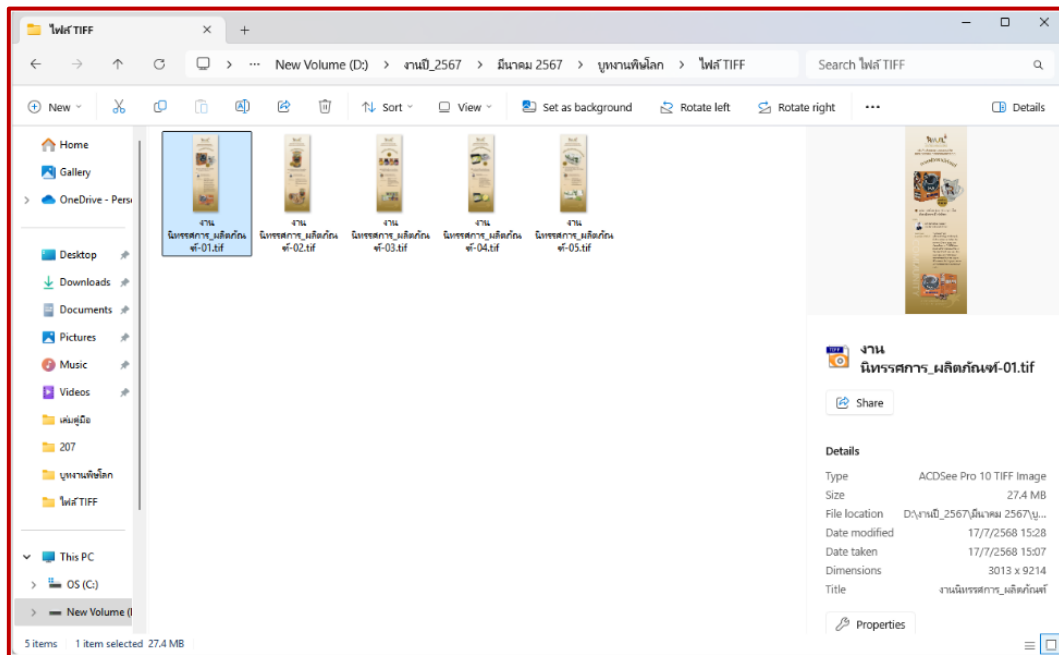 ไฟล์ TIFF
New Volume (D:) > งานปี_2567 > มีนาคม 2567 > บูทงานพิษโลก > ไฟล์ TIFF
Search ไฟล์ TIFF
New Sort View Set as background Rotate left Rotate right ... Details
Home
Gallery
OneDrive - Pers
Desktop
Downloads
Documents
Pictures
Music
Videos
เล่มคู่มือ
207
บูทงานพิษโลก
ไฟล์ TIFF
This PC
OS (C:)
New Volume (I
งาน
นิทรรศการ_ผลิตภัณ
ฑ์-01.tif
งาน
นิทรรศการ_ผลิตภัณ
ฑ์-02.tif
งาน
นิทรรศการ_ผลิตภัณ
ฑ์-03.tif
งาน
นิทรรศการ_ผลิตภัณ
ฑ์-04.tif
งาน
นิทรรศการ_ผลิตภัณ
ฑ์-05.tif
TIFF
งาน
นิทรรศการ_ผลิตภัณฑ์-01.tif
Share
Details
Type ACDSee Pro 10 TIFF Image
Size 27.4 MB
File location D:\งานปี_2567\มีนาคม 2567\บู...
Date modified 17/7/2568 15:28
Date taken 17/7/2568 15:07
Dimensions 3013 x 9214
Title งานนิทรรศการ_ผลิตภัณฑ์
Properties
5 items 1 item selected 27.4 MB